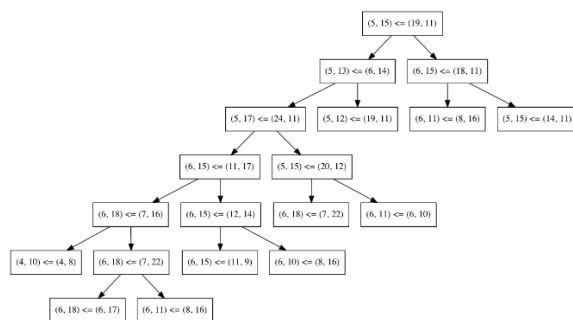 (5, 15) <= (19, 11)
(5, 13) <= (6, 14)
(6, 15) <= (18, 11)
(5, 17) <= (24, 11)
(5, 12) <= (19, 11)
(6, 11) <= (8, 16)
(5, 15) <= (14, 11)
(6, 15) <= (11, 17)
(5, 15) <= (20, 12)
(6, 18) <= (7, 16)
(6, 15) <= (12, 14)
(6, 18) <= (7, 22)
(6, 11) <= (6, 10)
(4, 10) <= (4, 8)
(6, 18) <= (7, 22)
(6, 15) <= (11, 9)
(6, 10) <= (8, 16)
(6, 18) <= (6, 17)
(6, 11) <= (8, 16)